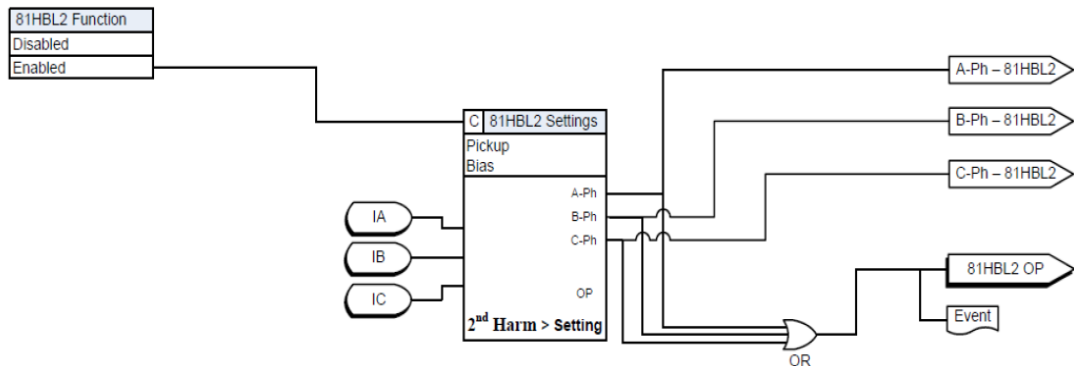 81HBL2 Function
Disabled
Enabled
A-Ph – 81HBL2
B-Ph – 81HBL2
C-Ph – 81HBL2
C 81HBL2 Settings
Pickup
Bias
A-Ph
B-Ph
C-Ph
IA
IB
IC
OP
2nd Harm > Setting
81HBL2 OP
Event
OR